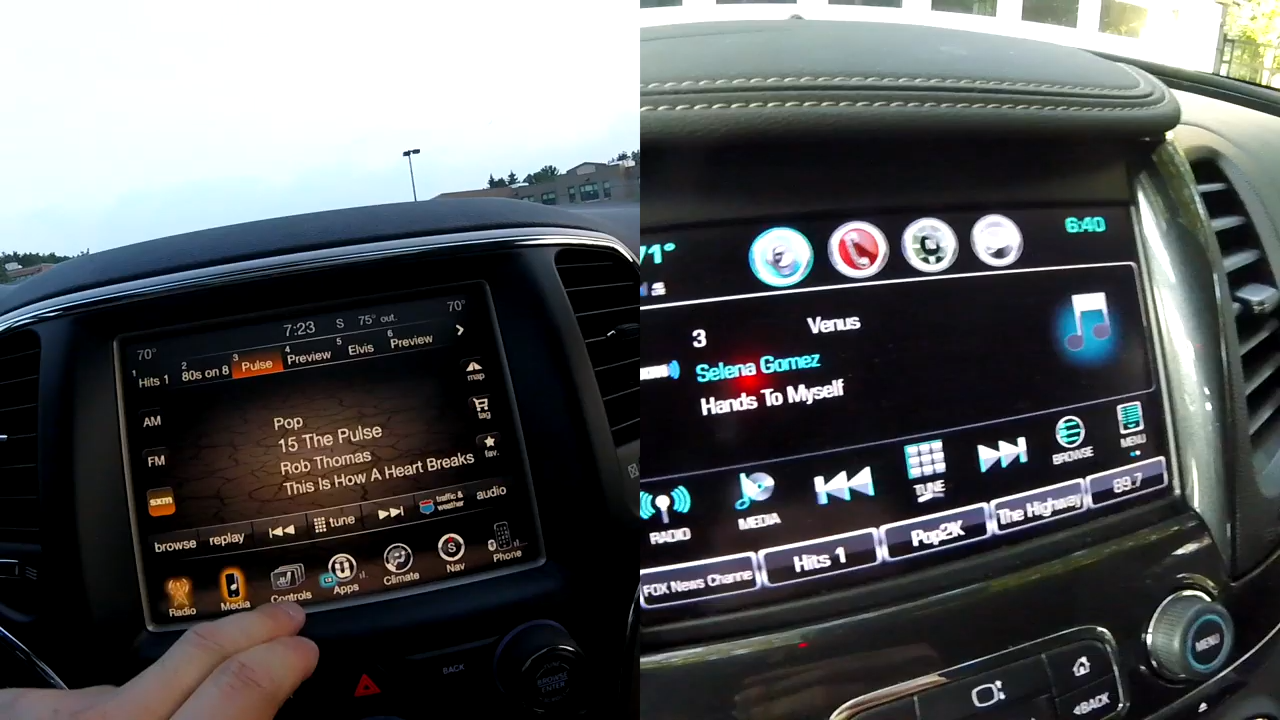 7:23 S 75° out. 70°
70°
1 Hits 1 2 80s on 8 3 Pulse 4 Preview 5 Elvis 6 Preview
map
AM
tag
Pop
15 The Pulse
FM
fav.
Rob Thomas
This Is How A Heart Breaks
sxm
browse replay tune traffic & weather audio
Radio Media Controls Apps Climate Nav Phone
BACK
BROWSE
ENTER
71° 6:40
3 Venus
Selena Gomez
Hands To Myself
RADIO MEDIA TUNE BROWSE MENU
FOX News Channe Hits 1 Pop2K The Highway 89.7
MENU
BACK